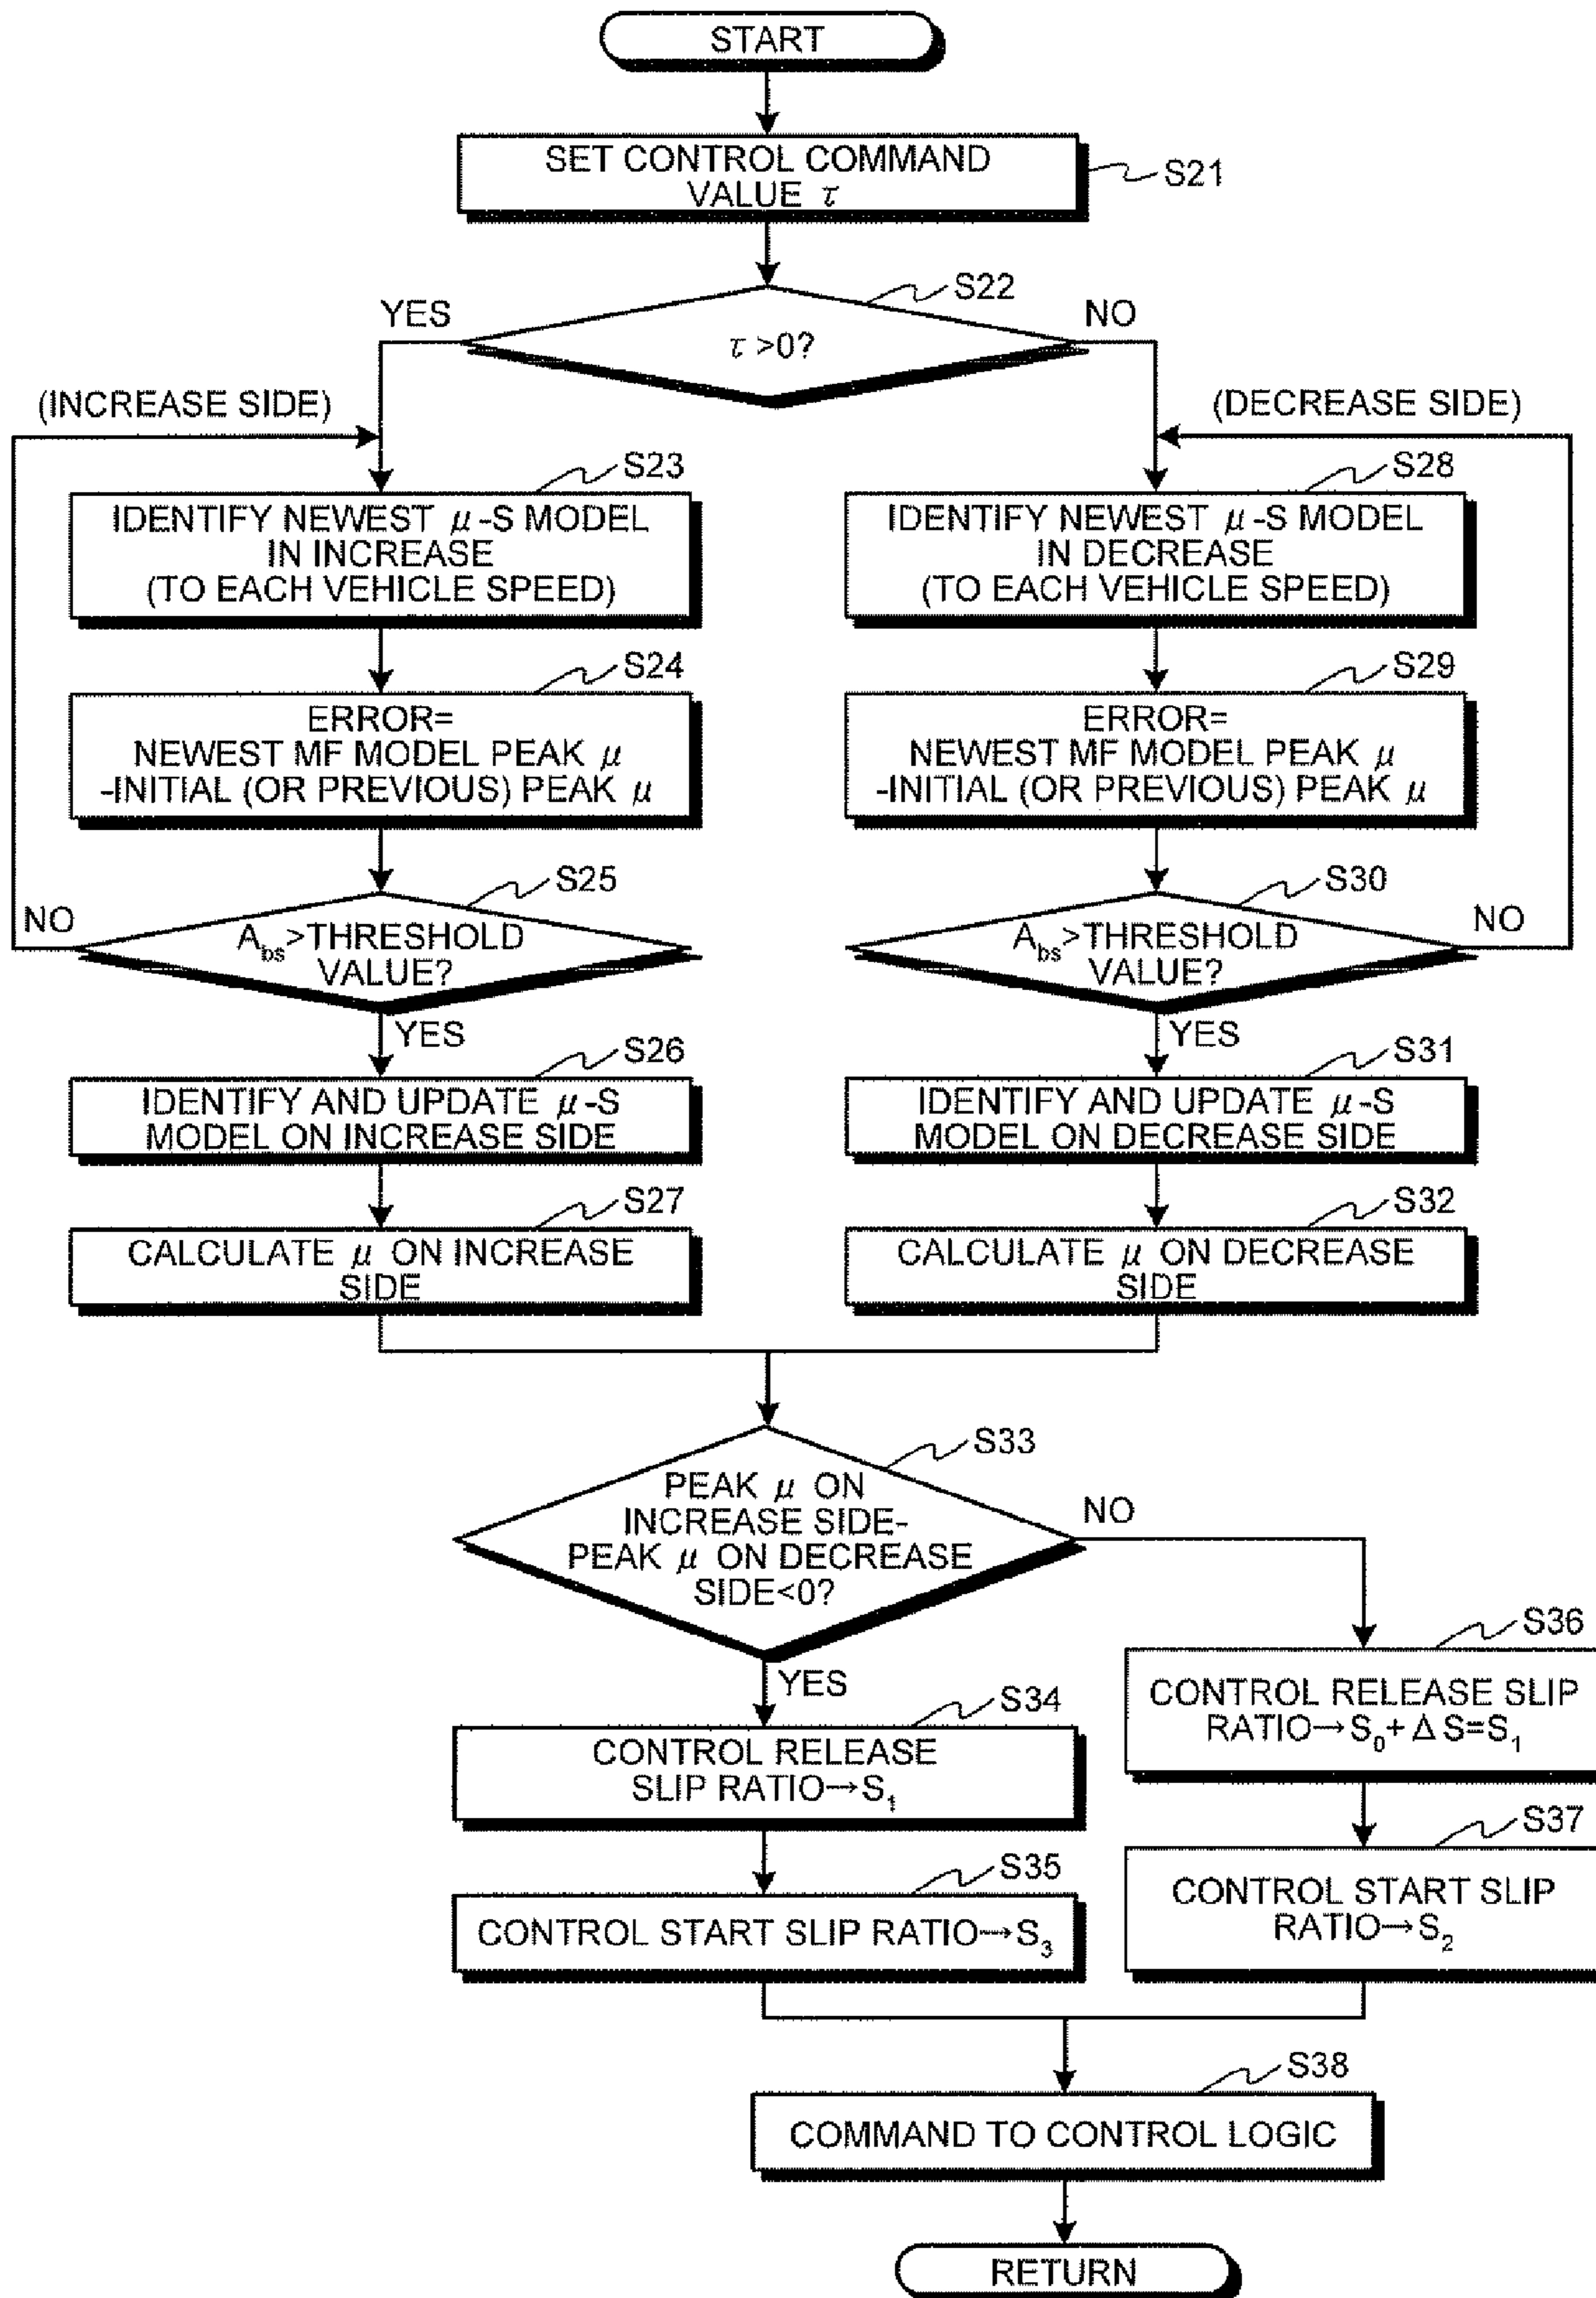 START
SET CONTROL COMMAND
VALUE τ
S21
S22
YES
NO
τ >0?
(INCREASE SIDE)
(DECREASE SIDE)
S23
IDENTIFY NEWEST μ-S MODEL
IN INCREASE
(TO EACH VEHICLE SPEED)
S28
IDENTIFY NEWEST μ-S MODEL
IN DECREASE
(TO EACH VEHICLE SPEED)
S24
ERROR=
NEWEST MF MODEL PEAK μ
-INITIAL (OR PREVIOUS) PEAK μ
S29
ERROR=
NEWEST MF MODEL PEAK μ
-INITIAL (OR PREVIOUS) PEAK μ
S25
NO
A_bs>THRESHOLD
VALUE?
YES
S30
NO
A_bs>THRESHOLD
VALUE?
YES
S26
IDENTIFY AND UPDATE μ-S
MODEL ON INCREASE SIDE
S31
IDENTIFY AND UPDATE μ-S
MODEL ON DECREASE SIDE
S27
CALCULATE μ ON INCREASE
SIDE
S32
CALCULATE μ ON DECREASE
SIDE
S33
PEAK μ ON
INCREASE SIDE-
PEAK μ ON DECREASE
SIDE<0?
NO
YES
S34
CONTROL RELEASE
SLIP RATIO→S₁
S36
CONTROL RELEASE SLIP
RATIO→S₀+ΔS=S₁
S35
CONTROL START SLIP RATIO→S₃
S37
CONTROL START SLIP
RATIO→S₂
S38
COMMAND TO CONTROL LOGIC
RETURN